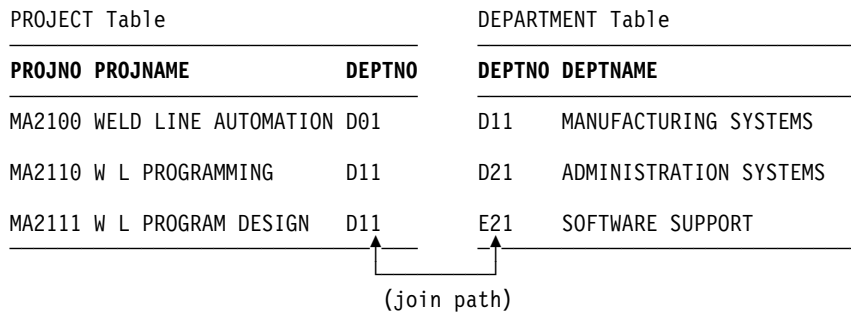 PROJECT Table DEPARTMENT Table
PROJNO PROJNAME DEPTNO DEPTNO DEPTNAME
MA2100 WELD LINE AUTOMATION D01 D11 MANUFACTURING SYSTEMS
MA2110 W L PROGRAMMING D11 D21 ADMINISTRATION SYSTEMS
MA2111 W L PROGRAM DESIGN D11 E21 SOFTWARE SUPPORT
(join path)